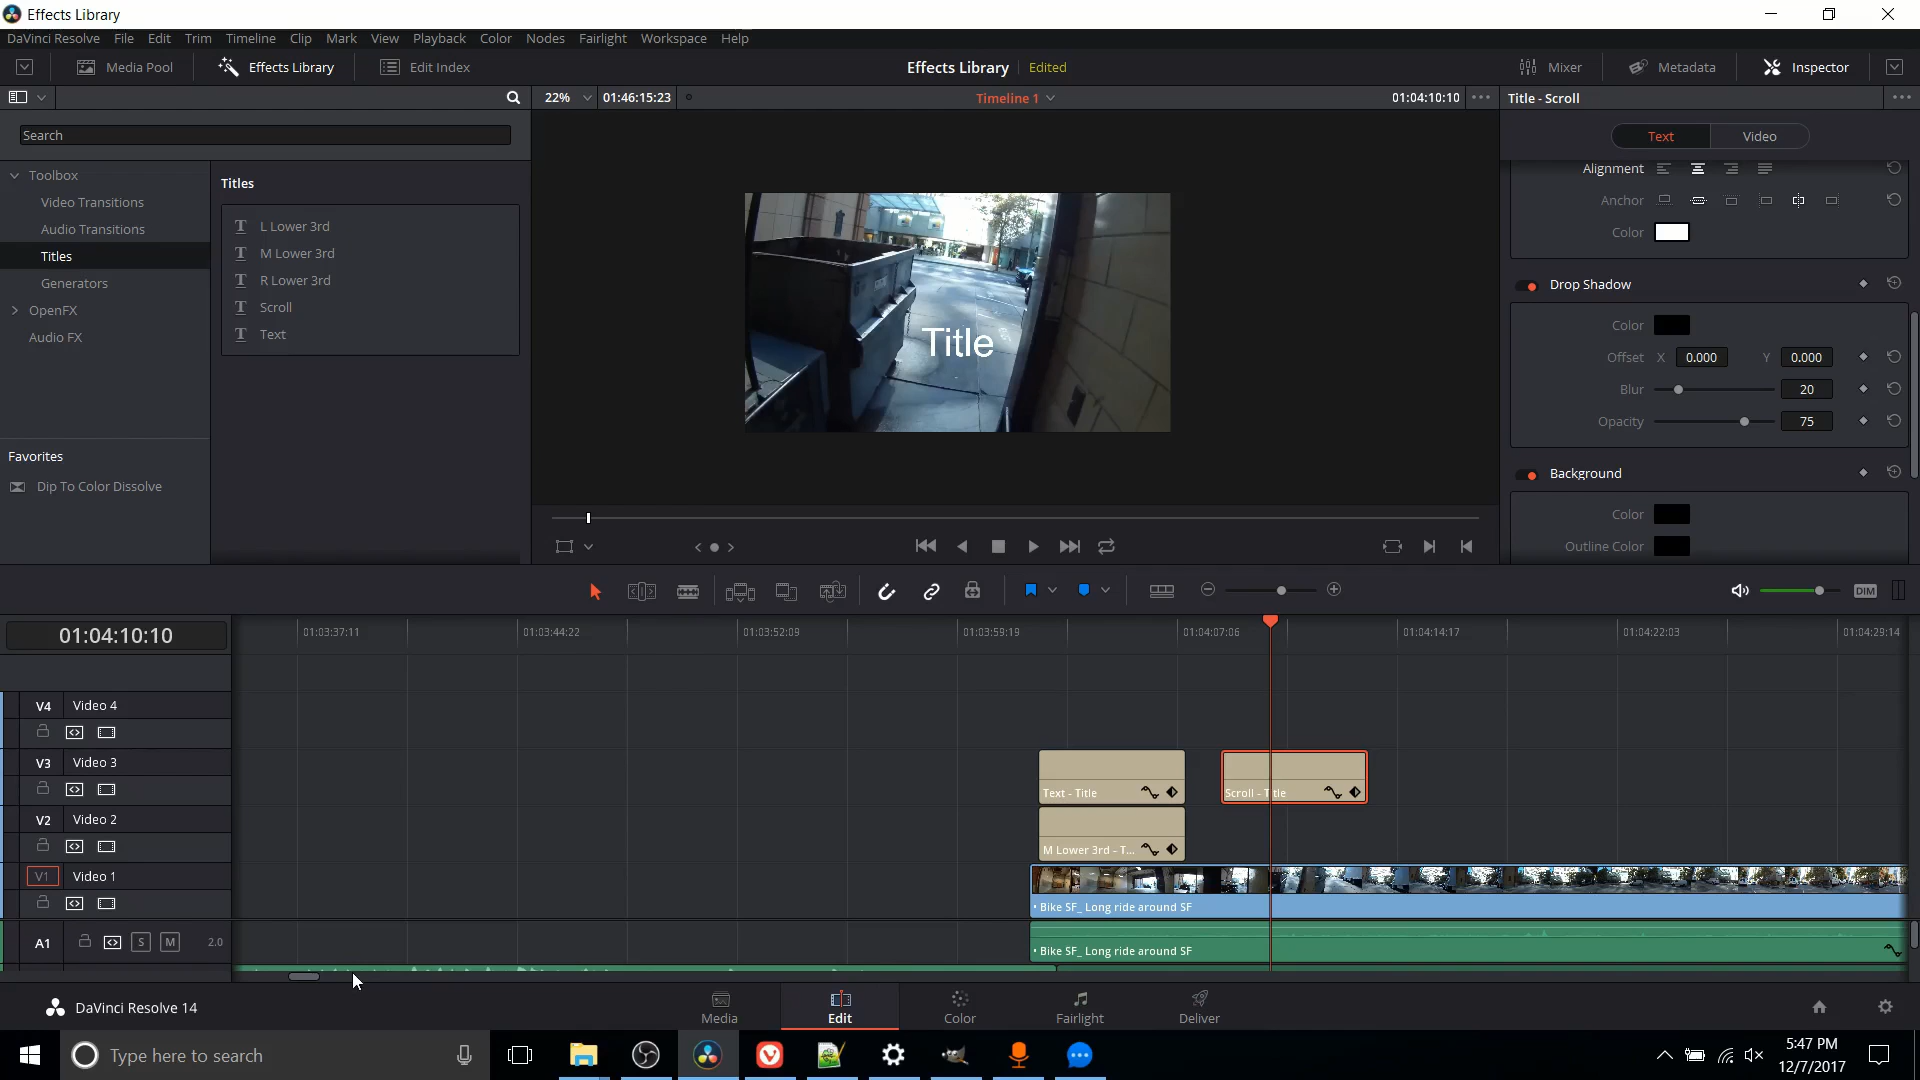 Effects Library
DaVinci Resolve File Edit Trim Timeline Clip Mark View Playback Color Nodes Fairlight Workspace Help
Media Pool Effects Library Edit Index Effects Library Edited Mixer Metadata Inspector
22% 01:46:15:23 Timeline 1 01:04:10:10 Title - Scroll
Search
Text Video
Toolbox
Video Transitions
Audio Transitions
Titles
Generators
OpenFX
Audio FX
Favorites
Dip To Color Dissolve
Titles
L Lower 3rd
M Lower 3rd
R Lower 3rd
Scroll
Text
Title
Alignment
Anchor
Color
Drop Shadow
Color
Offset X 0.000 Y 0.000
Blur 20
Opacity 75
Background
Color
Outline Color
DIM
01:04:10:10 01:03:37:11 01:03:44:22 01:03:52:09 01:03:59:19 01:04:07:06 01:04:14:17 01:04:22:03 01:04:29:14
V4 Video 4
V3 Video 3
Text - Title Scroll - Title
V2 Video 2
M Lower 3rd - T...
V1 Video 1
• Bike SF_ Long ride around SF
A1 S M 2.0
• Bike SF_ Long ride around SF
DaVinci Resolve 14 Media Edit Color Fairlight Deliver
Type here to search
5:47 PM
12/7/2017